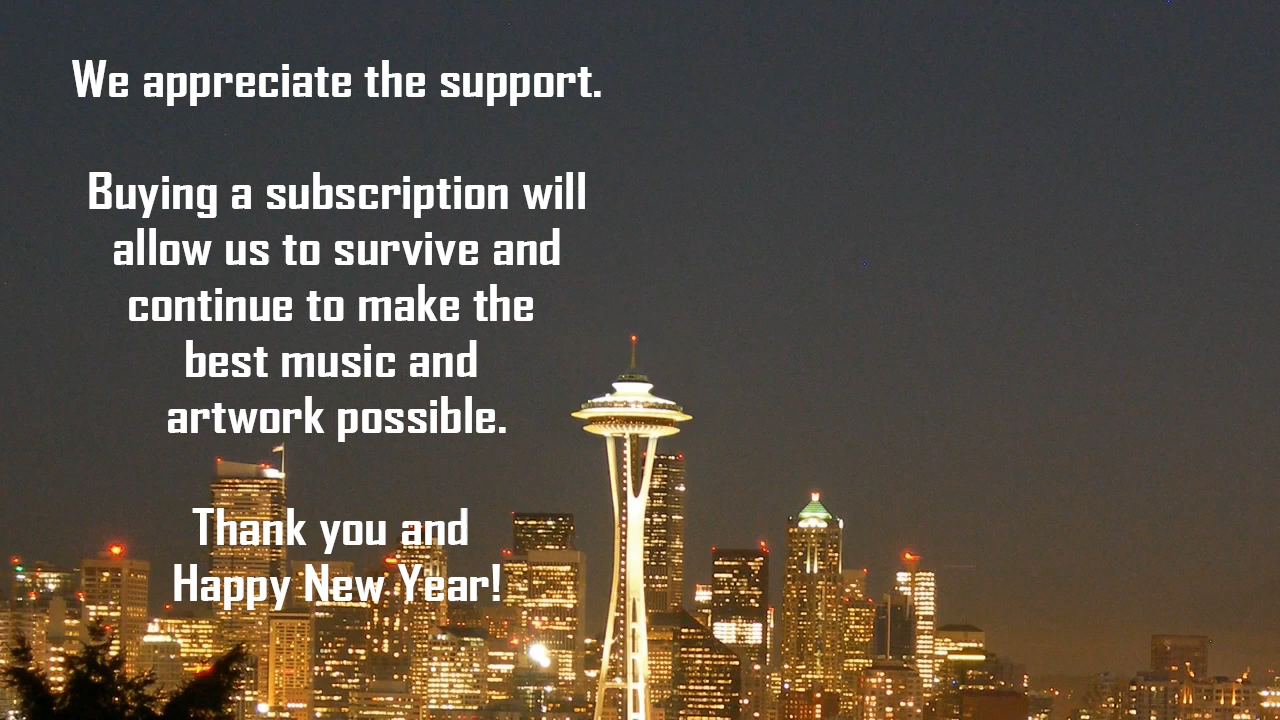 We appreciate the support.
Buying a subscription will
allow us to survive and
continue to make the
best music and
artwork possible.
Thank you and
Happy New Year!